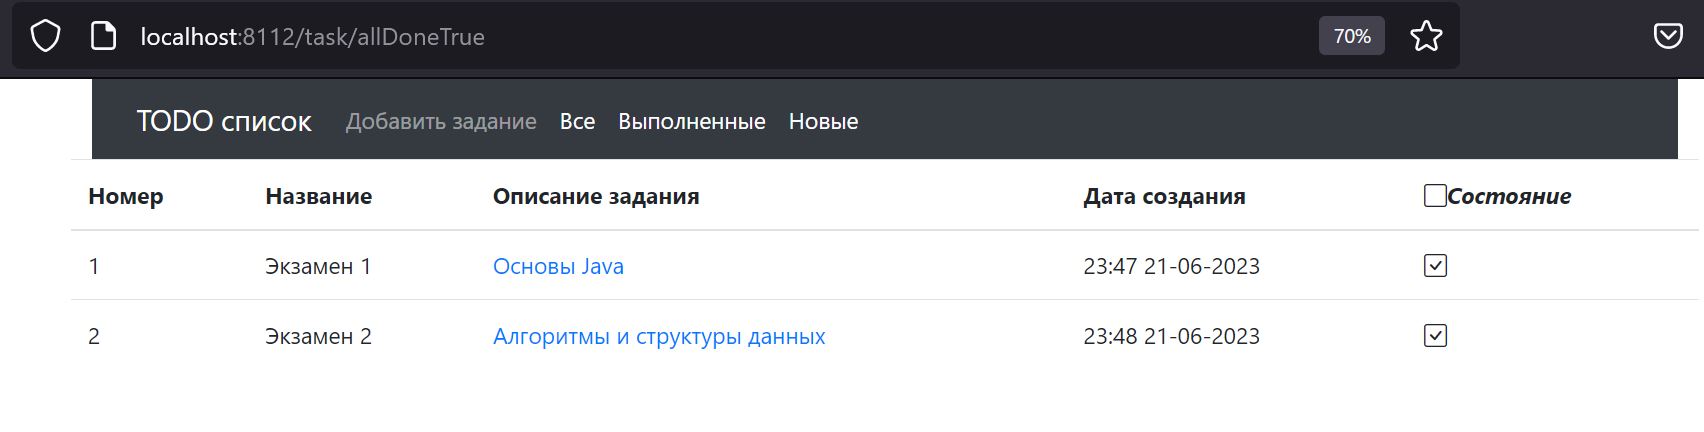 localhost:8112/task/allDoneTrue 70%
TODO список Добавить задание Все Выполненные Новые
Номер Название Описание задания Дата создания Состояние
1 Экзамен 1 Основы Java 23:47 21-06-2023
2 Экзамен 2 Алгоритмы и структуры данных 23:48 21-06-2023